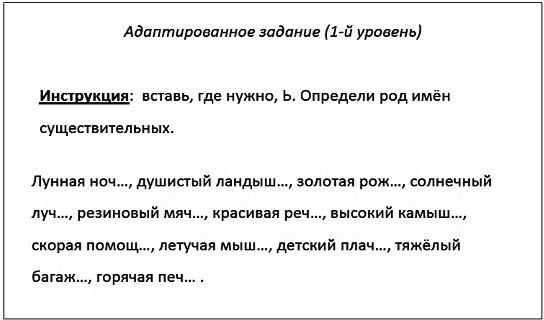 Адаптированное задание (1-й уровень)
Инструкция: вставь, где нужно, Ь. Определи род имён
существительных.
Лунная ноч…, душистый ландыш…, золотая рож…, солнечный
луч…, резиновый мяч…, красивая реч…, высокий камыш…,
скорая помощ…, летучая мыш…, детский плач…, тяжёлый
багаж…, горячая печ… .